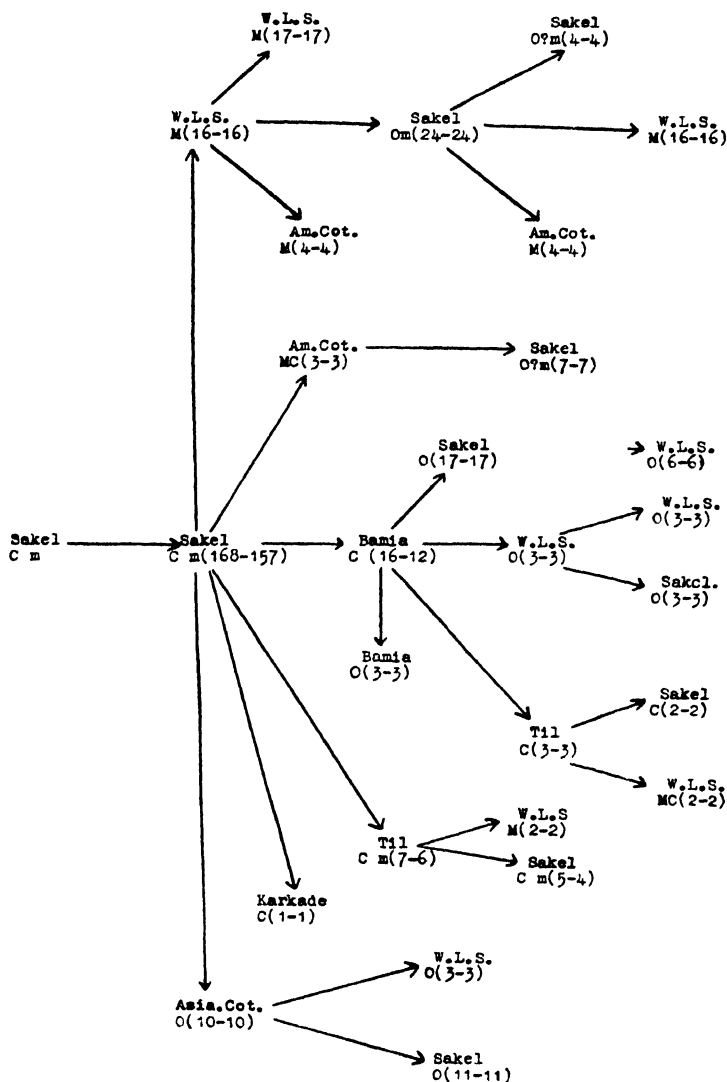 W.L.S.
M(17-17)
Sakel
O?m(4-4)
W.L.S.
M(16-16)
Sakel
Om(24-24)
W.L.S.
M(16-16)
Am.Cot.
M(4-4)
Am.Cot.
M(4-4)
Am.Cot.
MC(3-3)
Sakel
O?m(7-7)
Sakel
O(17-17)
W.L.S.
O(6-6)
W.L.S.
O(3-3)
Sakel
C m
Sakel
C m(168-157)
Bamia
C (16-12)
W.L.S.
O(3-3)
Sakcl.
O(3-3)
Bamia
O(3-3)
Sakel
C(2-2)
Til
C(3-3)
W.L.S.
MC(2-2)
W.L.S
M(2-2)
Til
C m(7-6)
Sakel
C m(5-4)
Karkade
C(1-1)
W.L.S.
O(3-3)
Asia.Cot.
O(10-10)
Sakel
O(11-11)